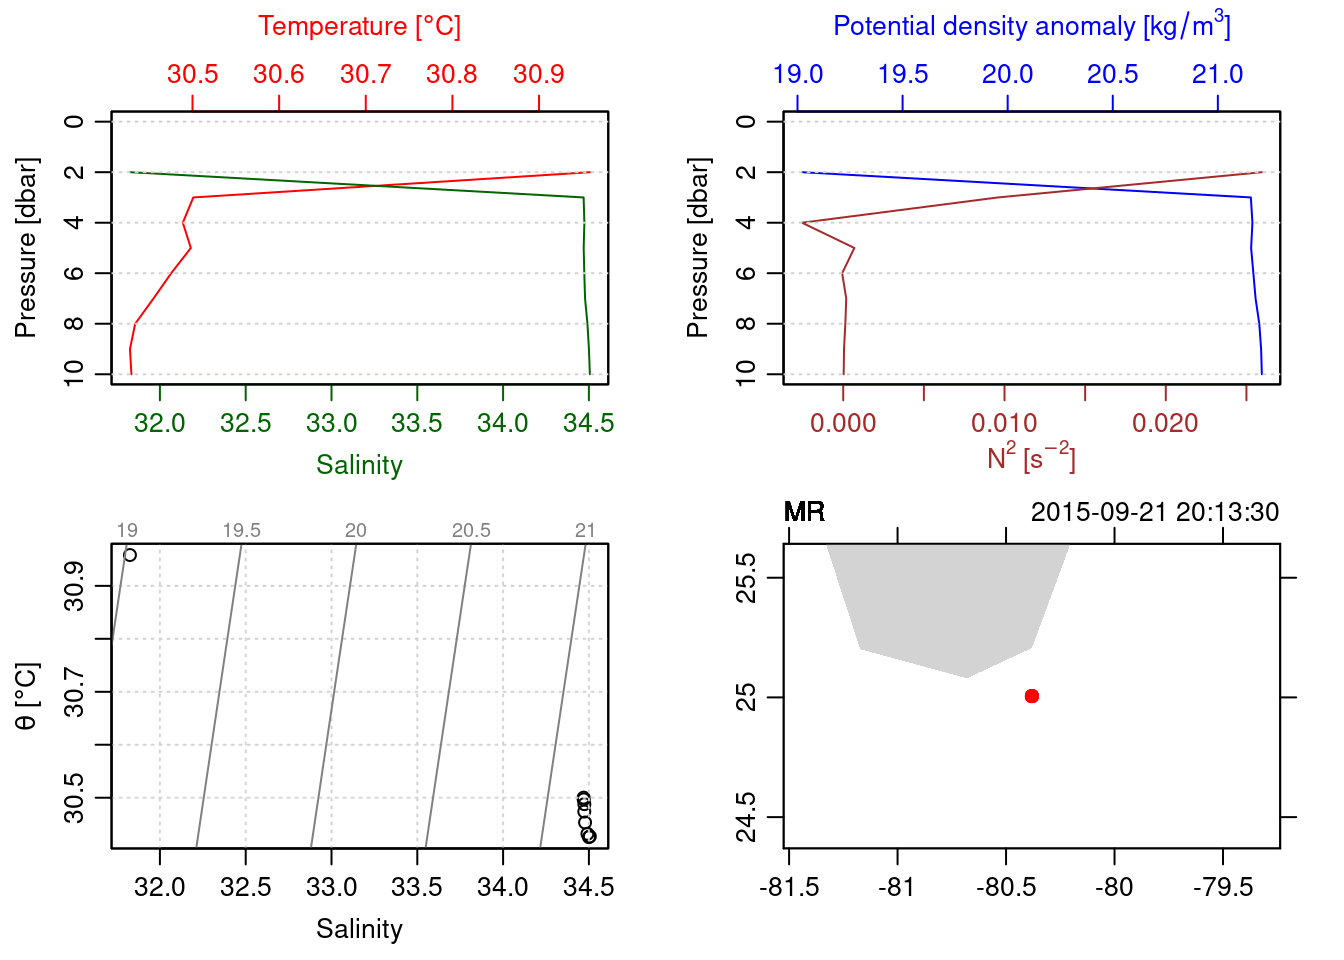 Temperature [°C]
30.5 30.6 30.7 30.8 30.9
Pressure [dbar]
0
2
4
6
8
10
32.0 32.5 33.0 33.5 34.0 34.5
Salinity
Potential density anomaly [kg/m³]
19.0 19.5 20.0 20.5 21.0
Pressure [dbar]
0
2
4
6
8
10
0.000 0.010 0.020
N² [s⁻²]
19 19.5 20 20.5 21
θ [°C]
30.9
30.7
30.5
32.0 32.5 33.0 33.5 34.0 34.5
Salinity
MR 2015-09-21 20:13:30
25.5
25
24.5
-81.5 -81 -80.5 -80 -79.5